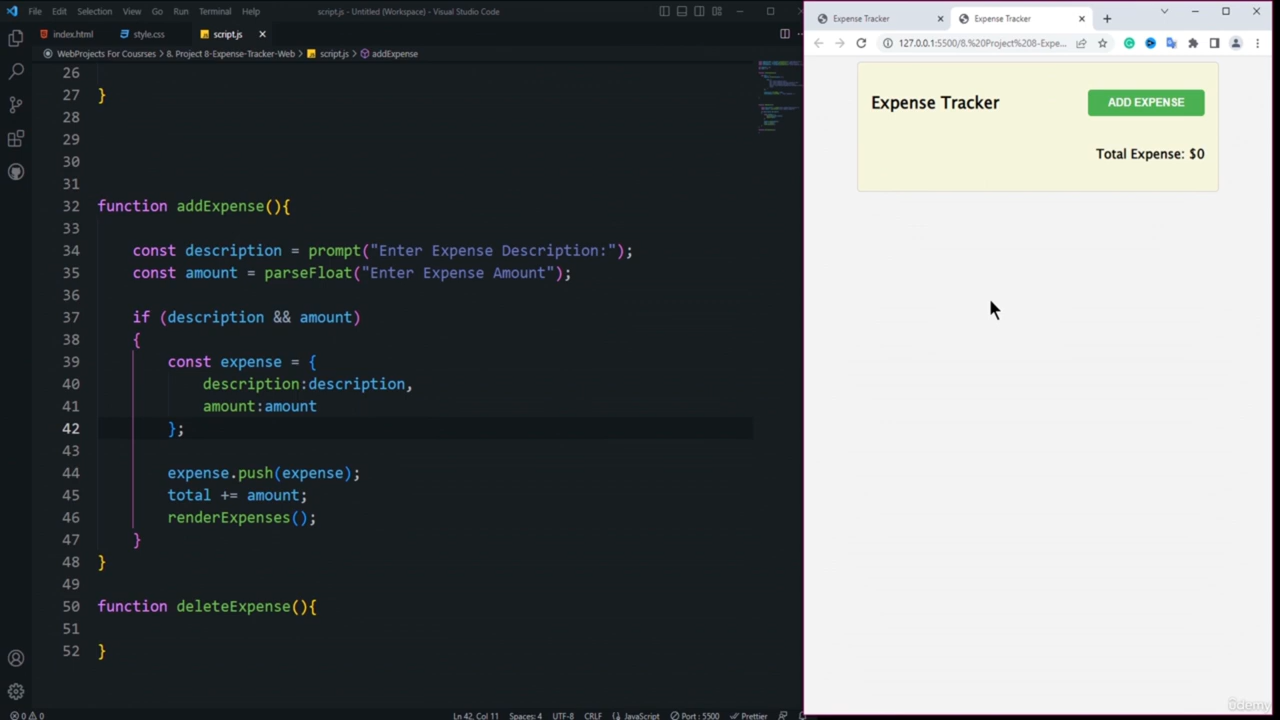 File Edit Selection View Go Run Terminal Help script.js - Untitled (Workspace) - Visual Studio Code
index.html style.css script.js
WebProjects For Courses > 8. Project 8-Expense-Tracker-Web > script.js > addExpense
26
27 }
28
29
30
31
32 function addExpense(){
33
34 const description = prompt("Enter Expense Description:");
35 const amount = parseFloat("Enter Expense Amount");
36
37 if (description && amount)
38 {
39 const expense = {
40 description:description,
41 amount:amount
42 };
43
44 expense.push(expense);
45 total += amount;
46 renderExpenses();
47 }
48 }
49
50 function deleteExpense(){
51
52 }
0 0 Ln 42, Col 11 Spaces: 4 UTF-8 CRLF JavaScript Port : 5500 Prettier
Expense Tracker Expense Tracker
127.0.0.1:5500/8.%20Project%208-Expe...
Expense Tracker ADD EXPENSE
Total Expense: $0
ûdemy